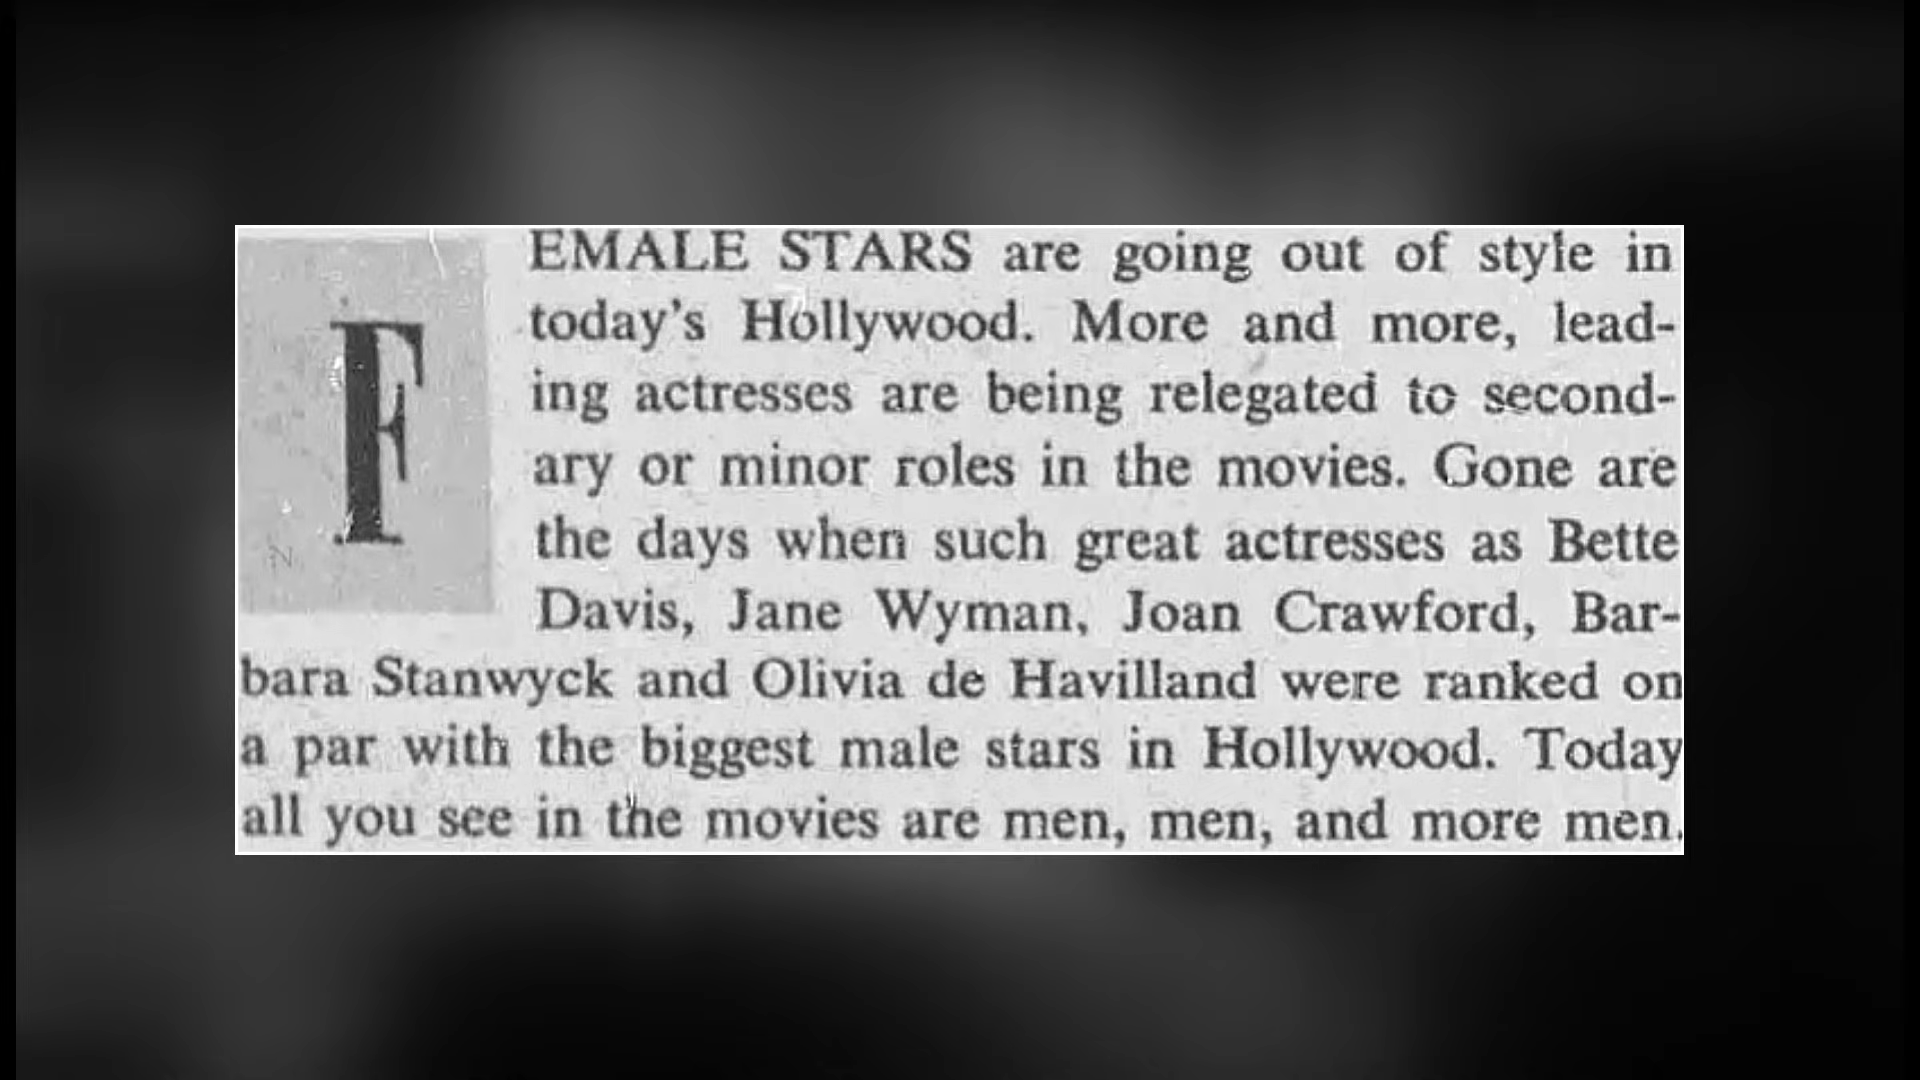 FEMALE STARS are going out of style in
today's Hollywood. More and more, lead-
ing actresses are being relegated to second-
ary or minor roles in the movies. Gone are
the days when such great actresses as Bette
Davis, Jane Wyman, Joan Crawford, Bar-
bara Stanwyck and Olivia de Havilland were ranked on
a par with the biggest male stars in Hollywood. Today
all you see in the movies are men, men, and more men.